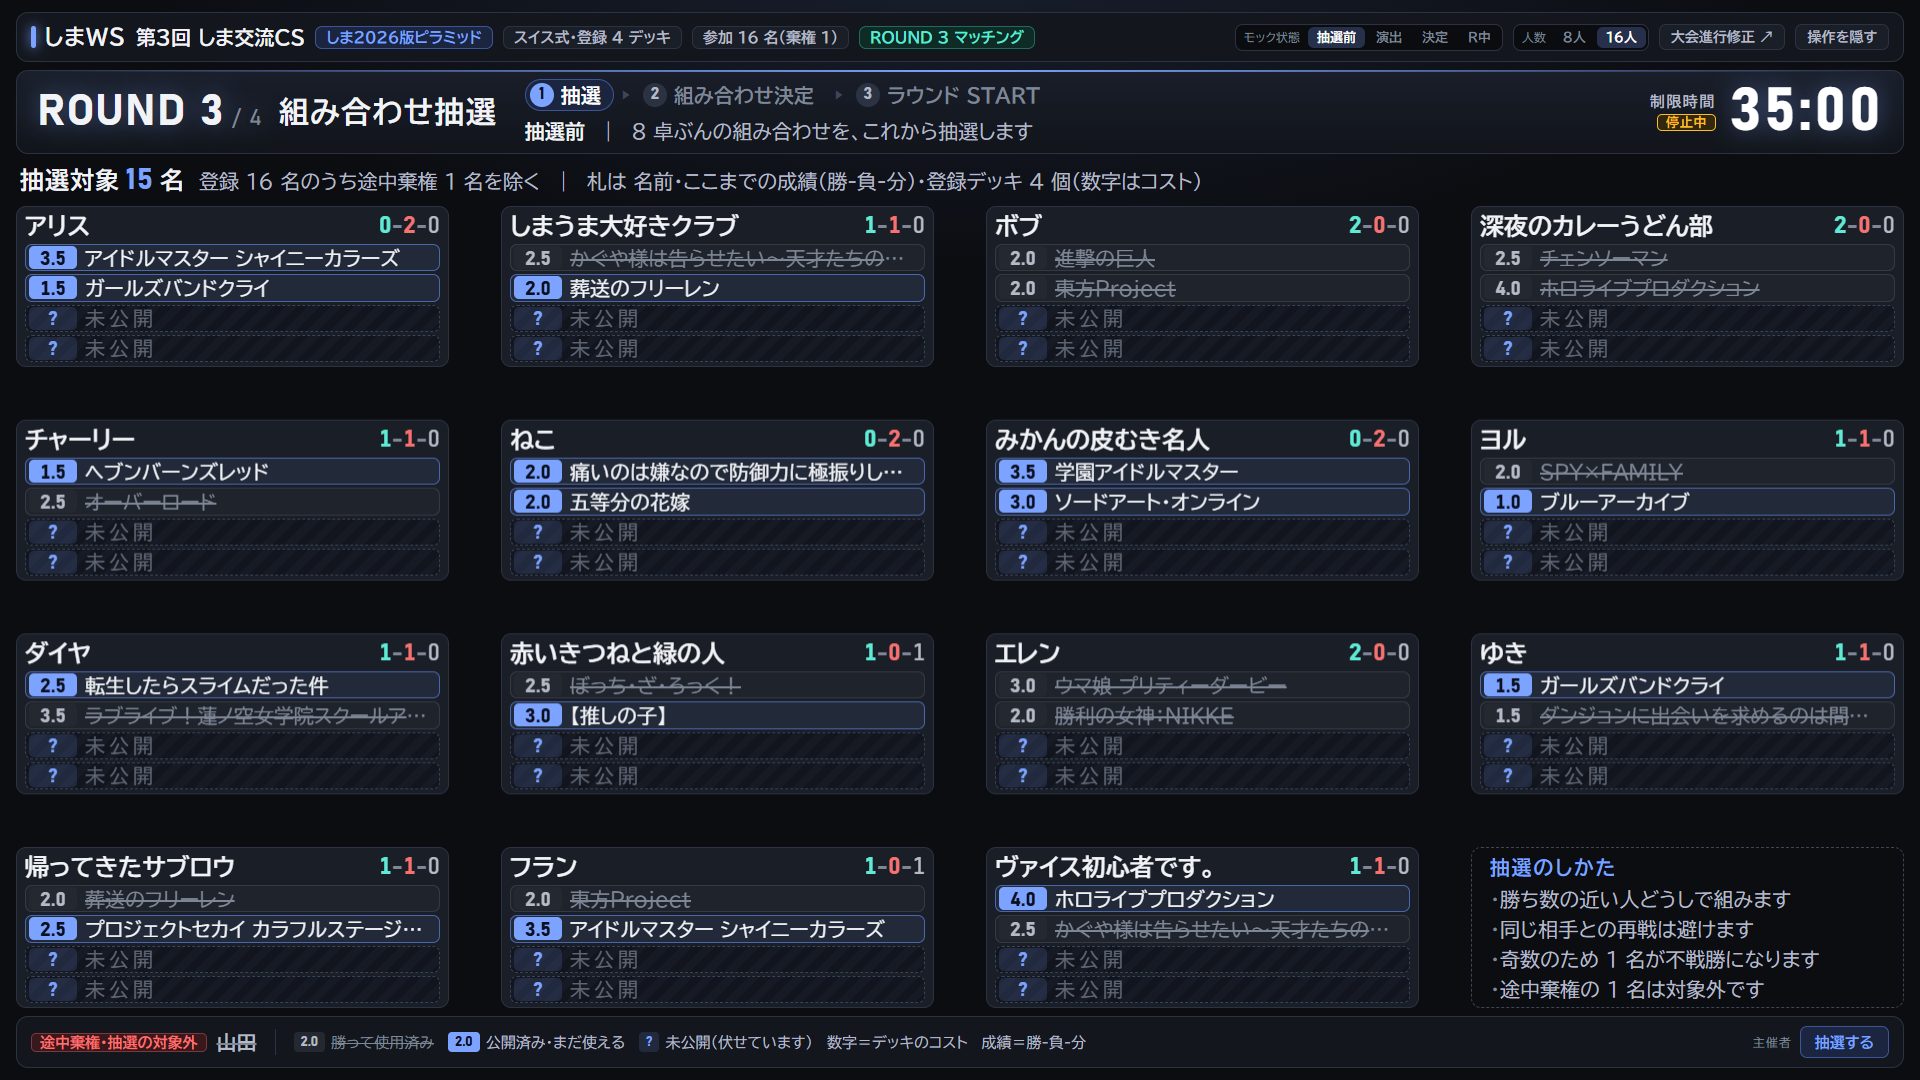 しまWS 第3回 しま交流CS しま2026版ピラミッド スイス式・登録 4 デッキ 参加 16 名(棄権 1) ROUND 3 マッチング モック状態 抽選前 演出 決定 R中 人数 8人 16人 大会進行修正 ↗ 操作を隠す
ROUND 3 / 4 組み合わせ抽選
1 抽選 ▸ 2 組み合わせ決定 ▸ 3 ラウンド START
抽選前 | 8 卓ぶんの組み合わせを、これから抽選します
制限時間 停止中 35:00
抽選対象 15 名 登録 16 名のうち途中棄権 1 名を除く | 札は 名前・ここまでの成績(勝-負-分)・登録デッキ 4 個(数字はコスト)
アリス 0-2-0
3.5 アイドルマスター シャイニーカラーズ
1.5 ガールズバンドクライ
? 未公開
? 未公開
しまうま大好きクラブ 1-1-0
2.5 かぐや様は告らせたい〜天才たちの…
2.0 葬送のフリーレン
? 未公開
? 未公開
ボブ 2-0-0
2.0 進撃の巨人
2.0 東方Project
? 未公開
? 未公開
深夜のカレーうどん部 2-0-0
2.5 チェンソーマン
4.0 ホロライブプロダクション
? 未公開
? 未公開
チャーリー 1-1-0
1.5 ヘブンバーンズレッド
2.5 オーバーロード
? 未公開
? 未公開
ねこ 0-2-0
2.0 痛いのは嫌なので防御力に極振りし…
2.0 五等分の花嫁
? 未公開
? 未公開
みかんの皮むき名人 0-2-0
3.5 学園アイドルマスター
3.0 ソードアート・オンライン
? 未公開
? 未公開
ヨル 1-1-0
2.0 SPY×FAMILY
1.0 ブルーアーカイブ
? 未公開
? 未公開
ダイヤ 1-1-0
2.5 転生したらスライムだった件
3.5 ラブライブ！蓮ノ空女学院スクールア…
? 未公開
? 未公開
赤いきつねと緑の人 1-0-1
2.5 ぼっち・ざ・ろっく！
3.0 【推しの子】
? 未公開
? 未公開
エレン 2-0-0
3.0 ウマ娘 プリティーダービー
2.0 勝利の女神：NIKKE
? 未公開
? 未公開
ゆき 1-1-0
1.5 ガールズバンドクライ
1.5 ダンジョンに出会いを求めるのは間…
? 未公開
? 未公開
帰ってきたサブロウ 1-1-0
2.0 葬送のフリーレン
2.5 プロジェクトセカイ カラフルステージ…
? 未公開
? 未公開
フラン 1-0-1
2.0 東方Project
3.5 アイドルマスター シャイニーカラーズ
? 未公開
? 未公開
ヴァイス初心者です。 1-1-0
4.0 ホロライブプロダクション
2.5 かぐや様は告らせたい〜天才たちの…
? 未公開
? 未公開
抽選のしかた
・勝ち数の近い人どうしで組みます
・同じ相手との再戦は避けます
・奇数のため 1 名が不戦勝になります
・途中棄権の 1 名は対象外です
途中棄権・抽選の対象外 山田 2.0 勝って使用済み 2.0 公開済み・まだ使える ? 未公開(伏せています) 数字＝デッキのコスト 成績＝勝-負-分 主催者 抽選する